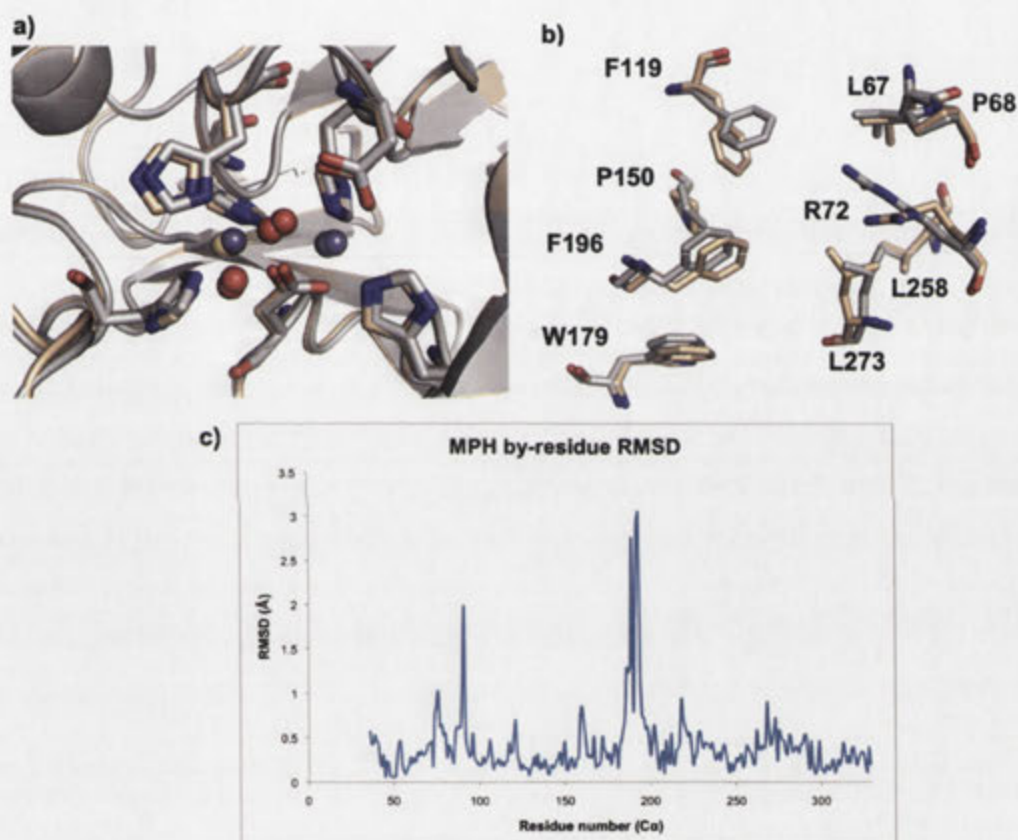 a)
b)
F119
L67
P68
P150
R72
F196
L258
W179
L273
c)
MPH by-residue RMSD
3.5
3
2.5
2
1.5
1
0.5
0
RMSD (Å)
0 50 100 150 200 250 300
Residue number (Cα)